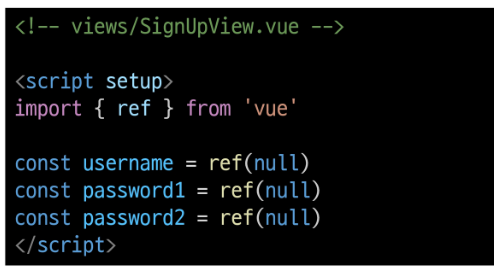 <!-- views/SignUpView.vue -->
<script setup>
import { ref } from 'vue'
const username = ref(null)
const password1 = ref(null)
const password2 = ref(null)
</script>